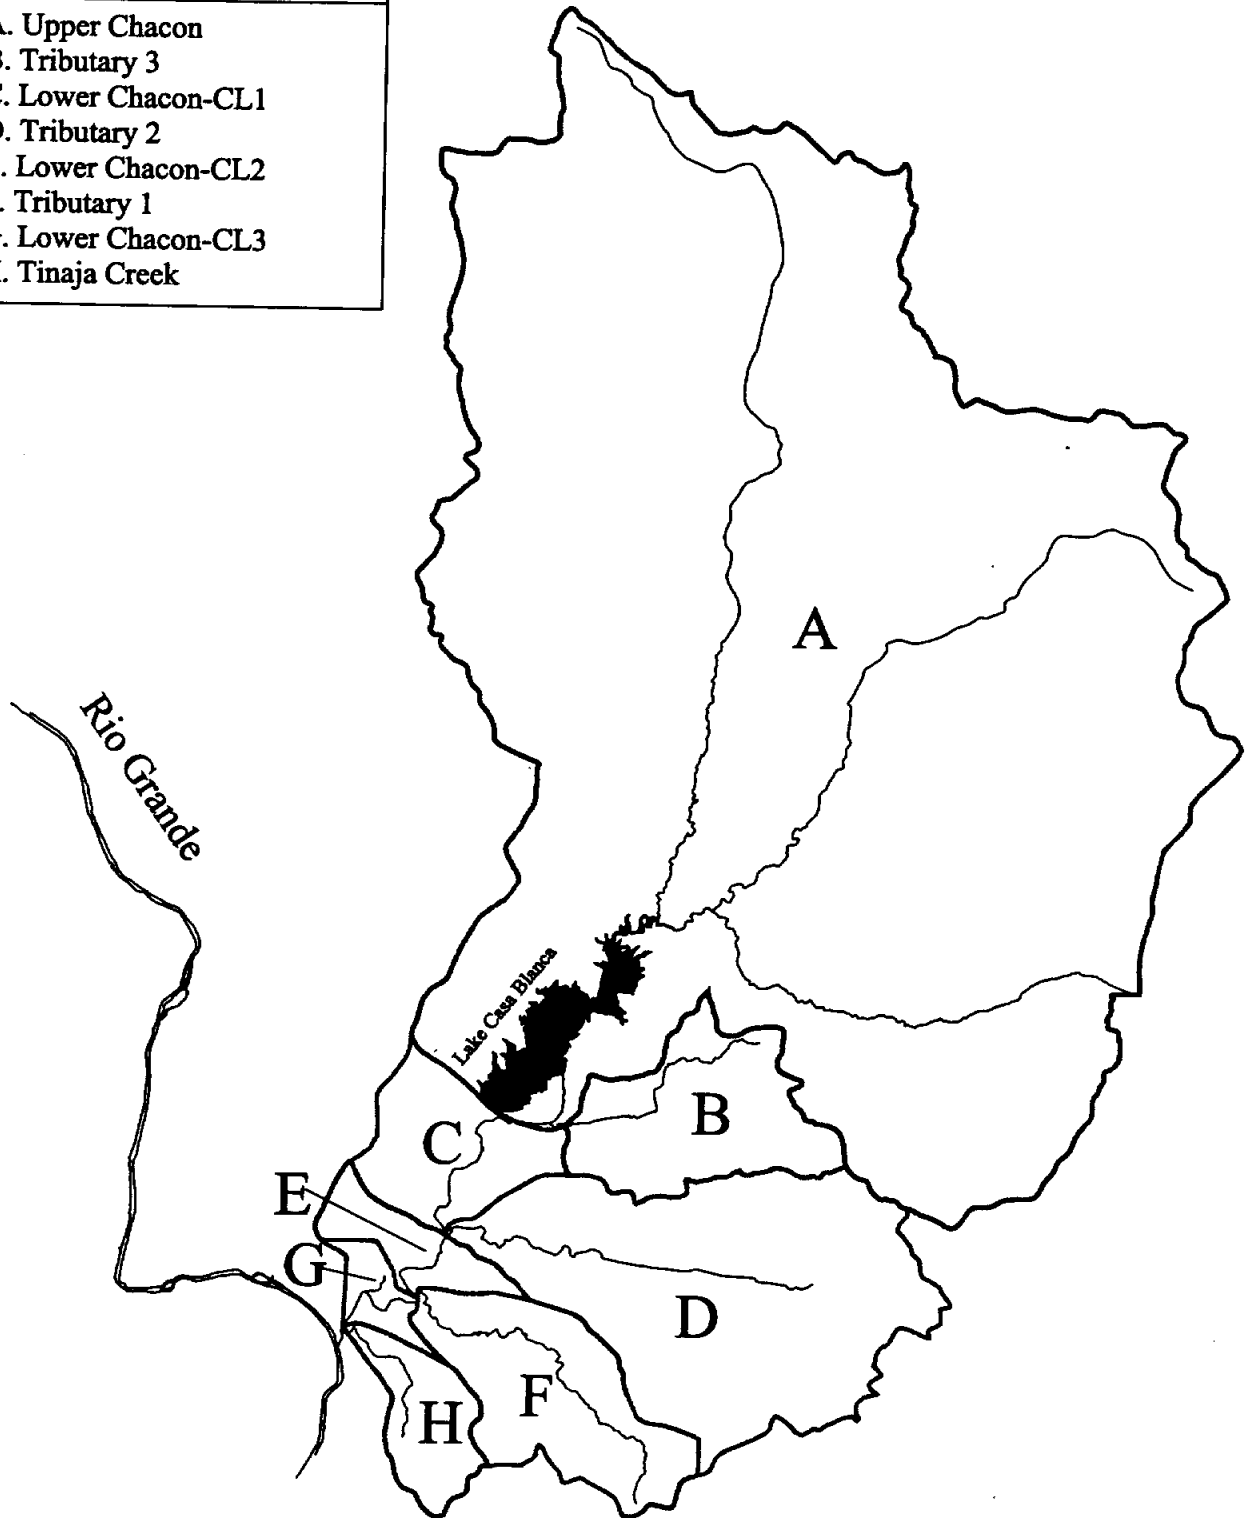 . Upper Chacon
. Tributary 3
. Lower Chacon-CL1
. Tributary 2
. Lower Chacon-CL2
. Tributary 1
. Lower Chacon-CL3
. Tinaja Creek
A
Rio Grande
Lake Casa Blanca
B
C
E
G
D
F
H